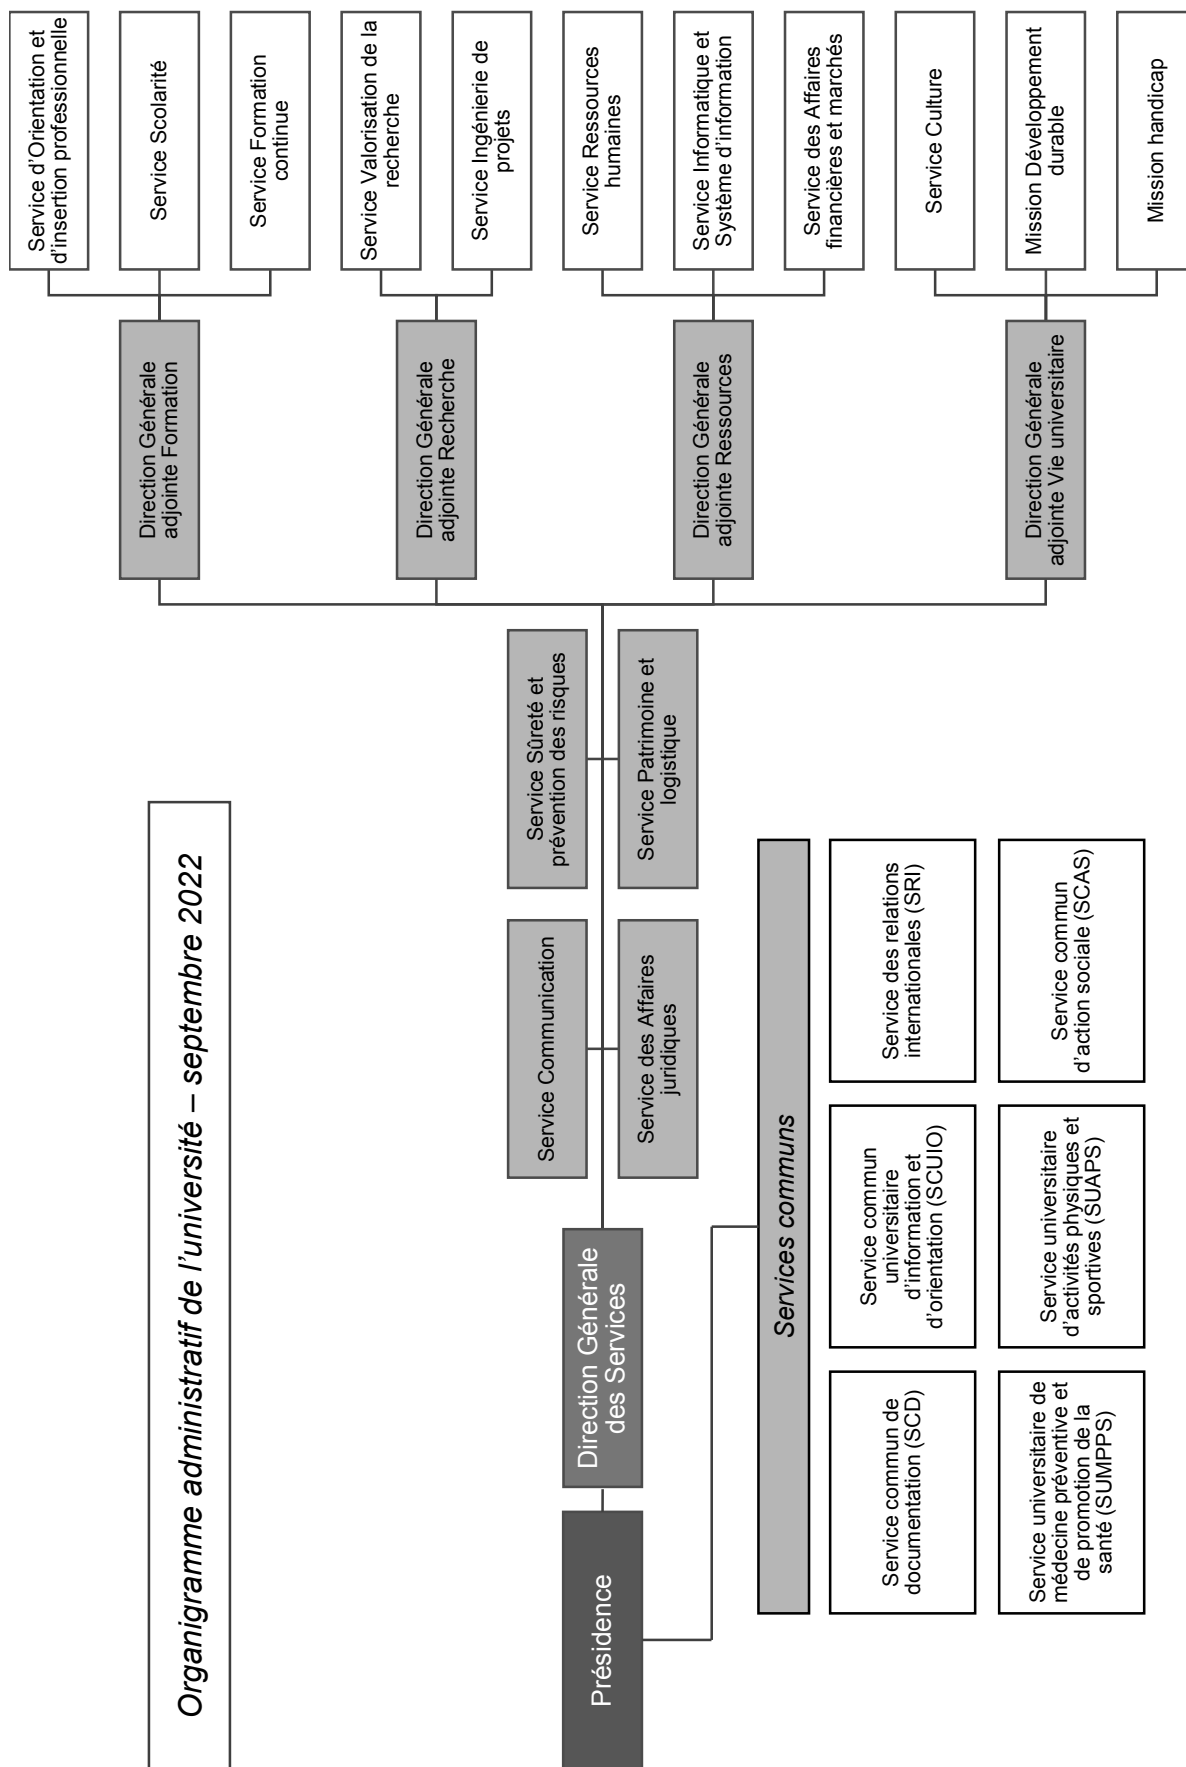 Organigramme administratif de l'université – septembre 2022
Présidence
Direction Générale
des Services
Service Communication
Service des Affaires
juridiques
Service Sûreté et
prévention des risques
Service Patrimoine et
logistique
Direction Générale
adjointe Formation
Service d'Orientation et
d'insertion professionnelle
Service Scolarité
Service Formation
continue
Direction Générale
adjointe Recherche
Service Valorisation de la
recherche
Service Ingénierie de
projets
Direction Générale
adjointe Ressources
Service Ressources
humaines
Service Informatique et
Système d'information
Service des Affaires
financières et marchés
Direction Générale
adjointe Vie universitaire
Service Culture
Mission Développement
durable
Mission handicap
Services communs
Service commun de
documentation (SCD)
Service commun
universitaire
d'information et
d'orientation (SCUIO)
Service des relations
internationales (SRI)
Service universitaire de
médecine préventive et
de promotion de la
santé (SUMPPS)
Service universitaire
d'activités physiques et
sportives (SUAPS)
Service commun
d'action sociale (SCAS)